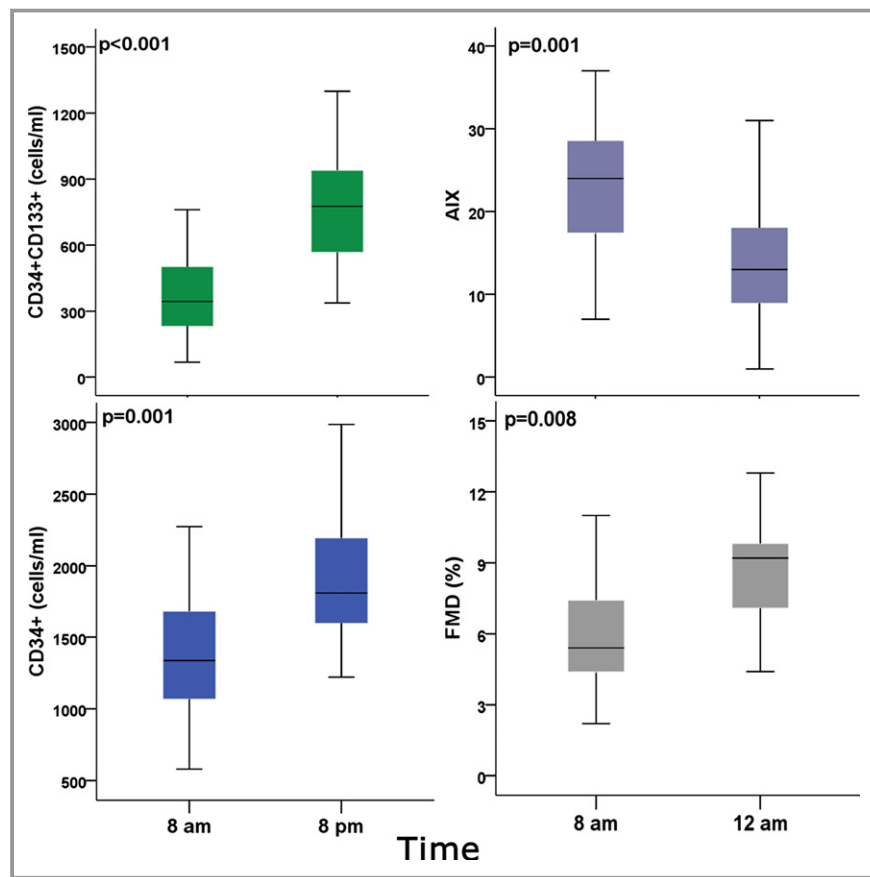 p<0.001
CD34+CD133+ (cells/ml)
1500
1200
900
600
300
0
p=0.001
AIX
40
30
20
10
0
p=0.001
CD34+ (cells/ml)
3000
2500
2000
1500
1000
500
8 am
8 pm
p=0.008
FMD (%)
15
12
9
6
3
0
8 am
12 am
Time